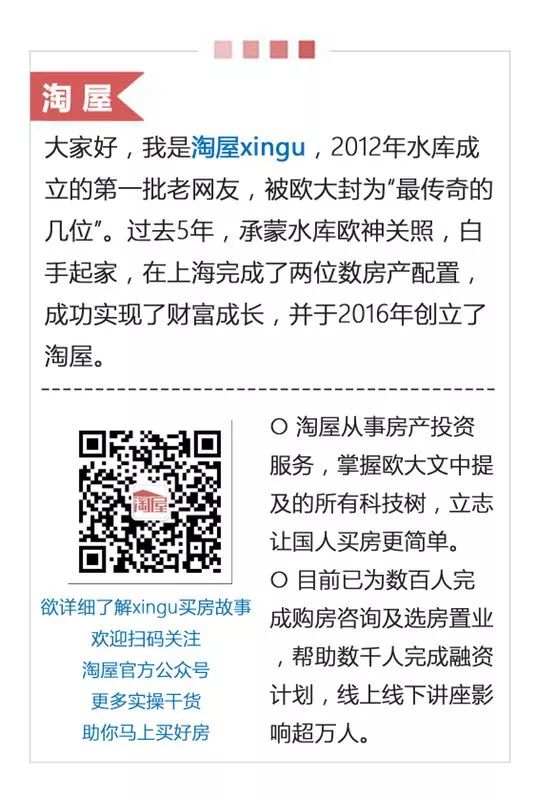 淘屋
大家好，我是淘屋xingu，2012年水库成
立的第一批老网友，被欧大封为“最传奇的
几位”。过去5年，承蒙水库欧神关照，白
手起家，在上海完成了两位数房产配置，
成功实现了财富成长，并于2016年创立了
淘屋。
淘屋
欲详细了解xingu买房故事
欢迎扫码关注
淘屋官方公众号
更多实操干货
助你马上买好房
○ 淘屋从事房产投资
服务，掌握欧大文中提
及的所有科技树，立志
让国人买房更简单。
○ 目前已为数百人完
成购房咨询及选房置业
，帮助数千人完成融资
计划，线上线下讲座影
响超万人。